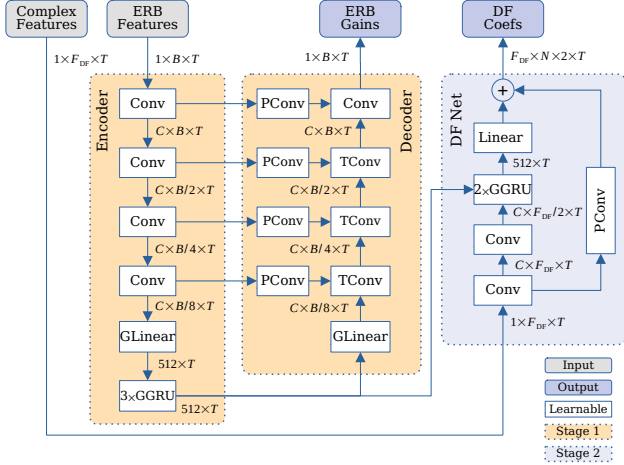 Complex
Features
ERB
Features
ERB
Gains
DF
Coefs
1×F_DF×T
1×B×T
1×B×T
F_DF×N×2×T
Encoder
Conv
C×B×T
Conv
C×B/2×T
Conv
C×B/4×T
Conv
C×B/8×T
GLinear
512×T
3×GGRU
512×T
Decoder
PConv
Conv
C×B×T
PConv
TConv
C×B/2×T
PConv
TConv
C×B/4×T
PConv
TConv
C×B/8×T
GLinear
DF Net
+
Linear
512×T
2×GGRU
C×F_DF/2×T
Conv
C×F_DF×T
Conv
PConv
1×F_DF×T
Input
Output
Learnable
Stage 1
Stage 2